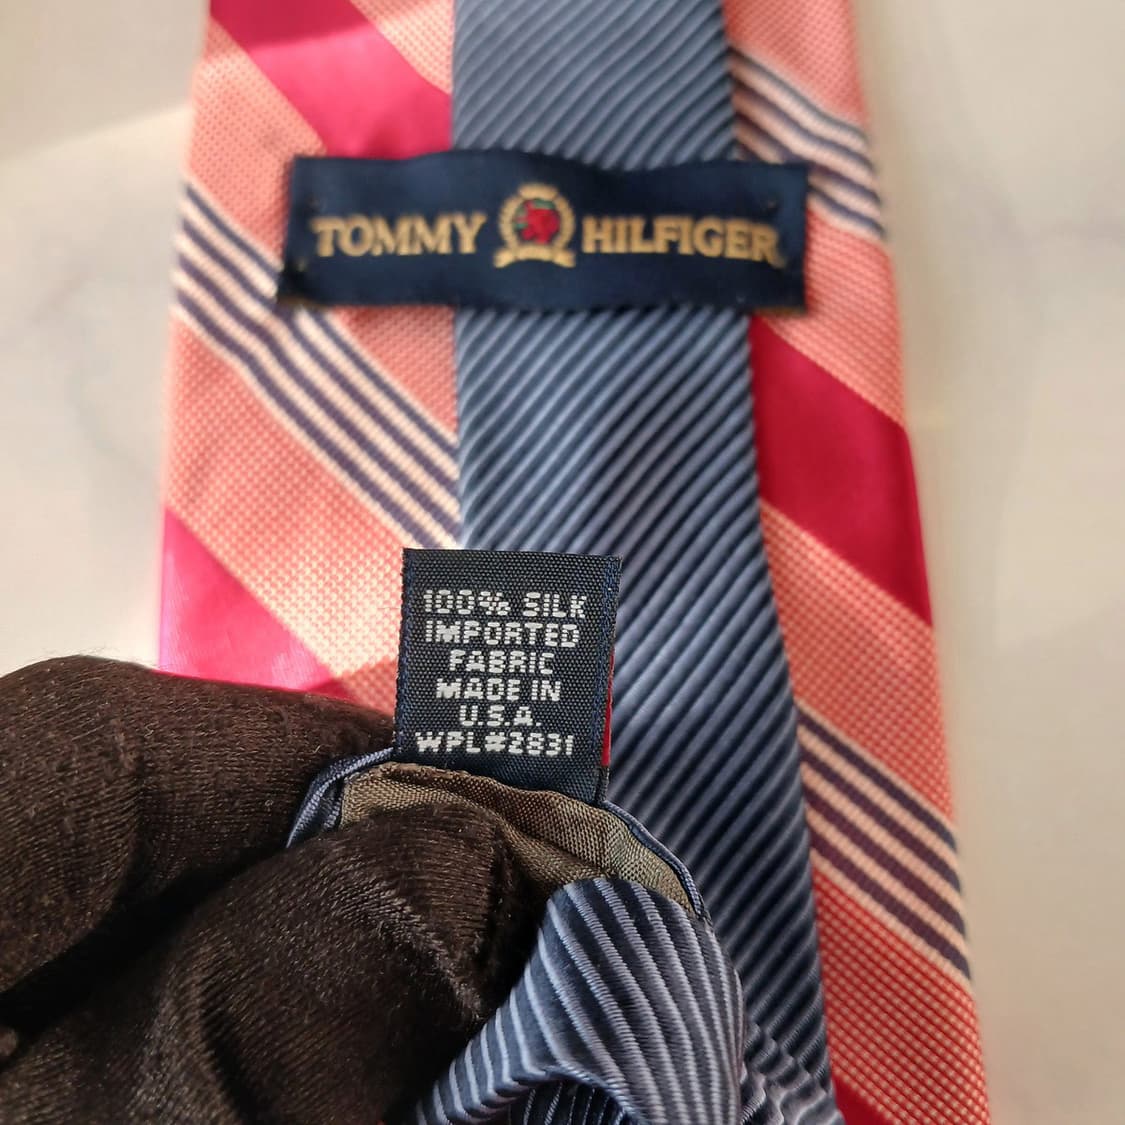 TOMMY HILFIGER
100% SILK
IMPORTED
FABRIC
MADE IN
U.S.A.
WPL#2831